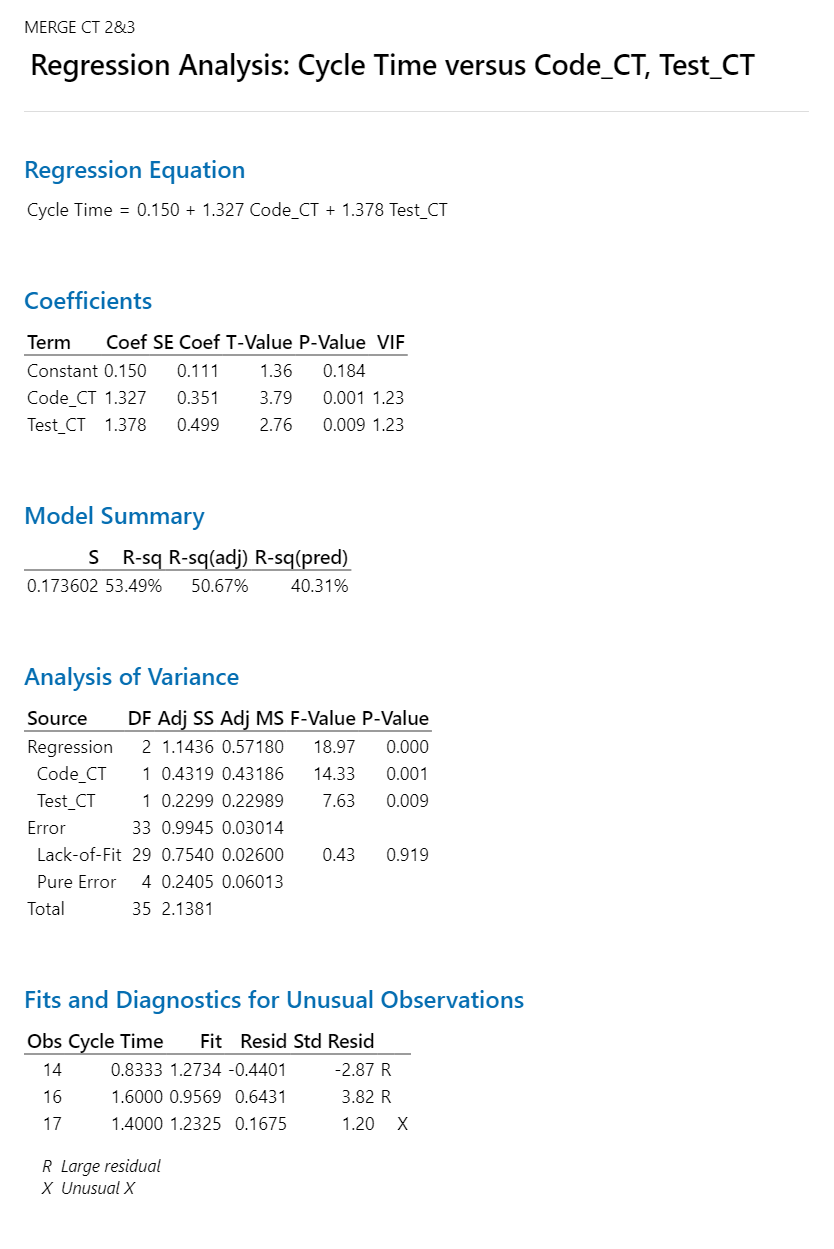 MERGE CT 2&3
Regression Analysis: Cycle Time versus Code_CT, Test_CT
Regression Equation
Cycle Time = 0.150 + 1.327 Code_CT + 1.378 Test_CT
Coefficients
Term Coef SE Coef T-Value P-Value VIF
Constant 0.150 0.111 1.36 0.184
Code_CT 1.327 0.351 3.79 0.001 1.23
Test_CT 1.378 0.499 2.76 0.009 1.23
Model Summary
S R-sq R-sq(adj) R-sq(pred)
0.173602 53.49% 50.67% 40.31%
Analysis of Variance
Source DF Adj SS Adj MS F-Value P-Value
Regression 2 1.1436 0.57180 18.97 0.000
Code_CT 1 0.4319 0.43186 14.33 0.001
Test_CT 1 0.2299 0.22989 7.63 0.009
Error 33 0.9945 0.03014
Lack-of-Fit 29 0.7540 0.02600 0.43 0.919
Pure Error 4 0.2405 0.06013
Total 35 2.1381
Fits and Diagnostics for Unusual Observations
Obs Cycle Time Fit Resid Std Resid
14 0.8333 1.2734 -0.4401 -2.87 R
16 1.6000 0.9569 0.6431 3.82 R
17 1.4000 1.2325 0.1675 1.20 X
R Large residual
X Unusual X